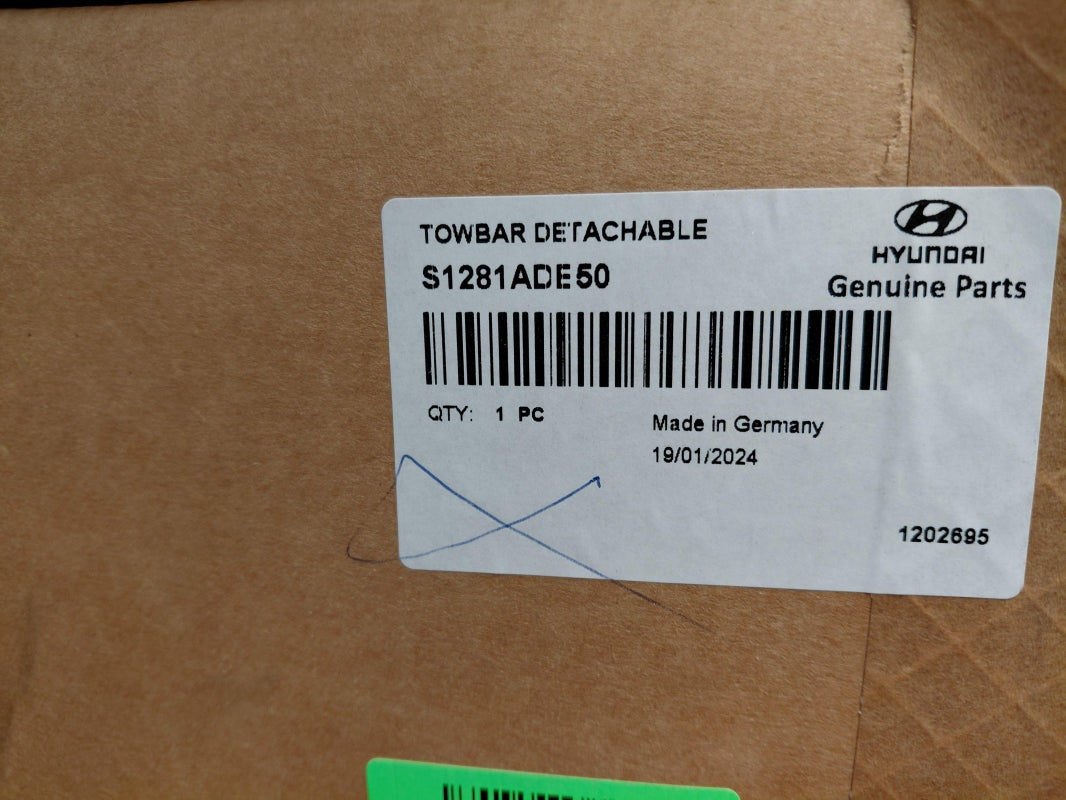 TOWBAR DETACHABLE
S1281ADE50
HYUNDAI
Genuine Parts
QTY: 1 PC
Made in Germany
19/01/2024
1202695